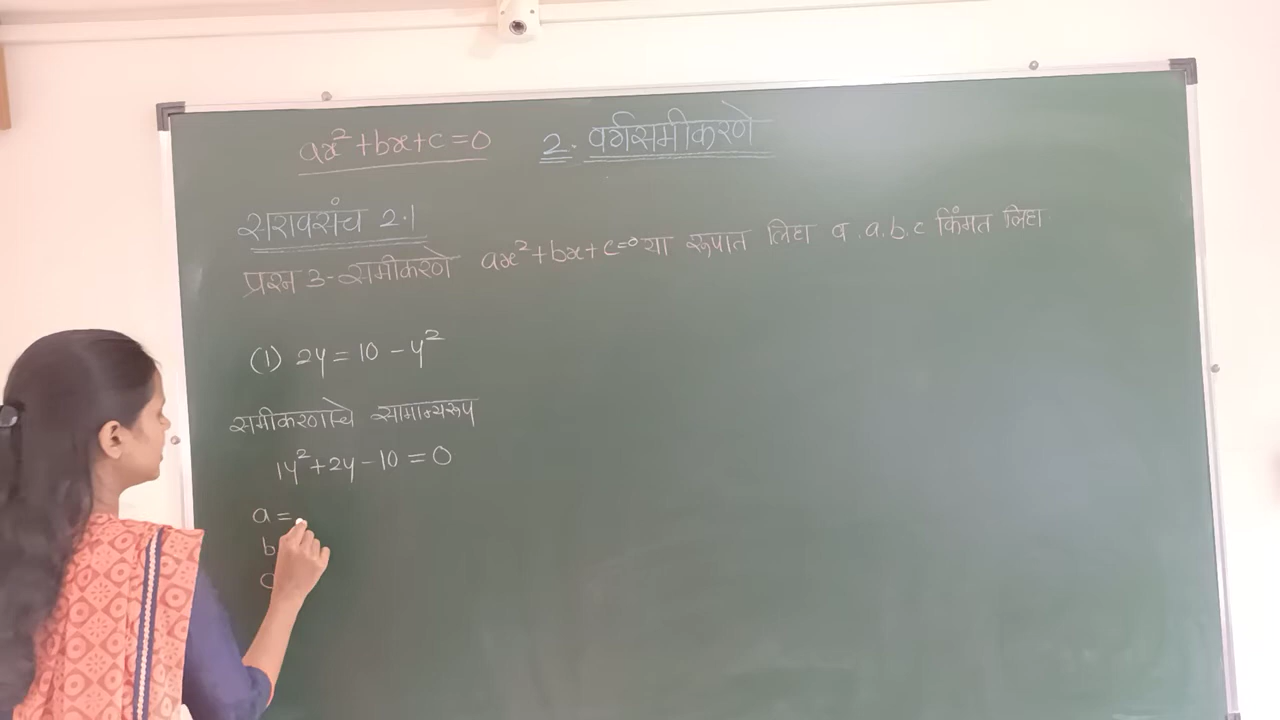 ax²+bx+c=0
2. वर्गसमीकरणे
सरावसंच 2.1
प्रश्न 3-समीकरणे ax²+bx+c=0 या रूपात लिहा व .a.b.c किंमत लिहा
(1) 2y = 10 - y²
समीकरणाचे सामान्यरूप
1y²+2y-10=0
a =
b
c